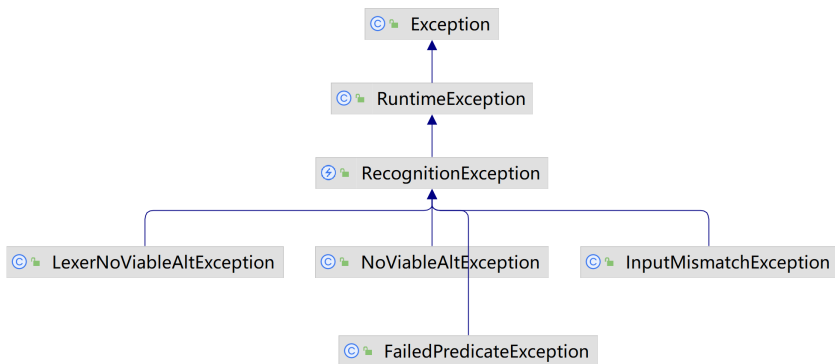 Exception
RuntimeException
RecognitionException
LexerNoViableAltException
NoViableAltException
InputMismatchException
FailedPredicateException